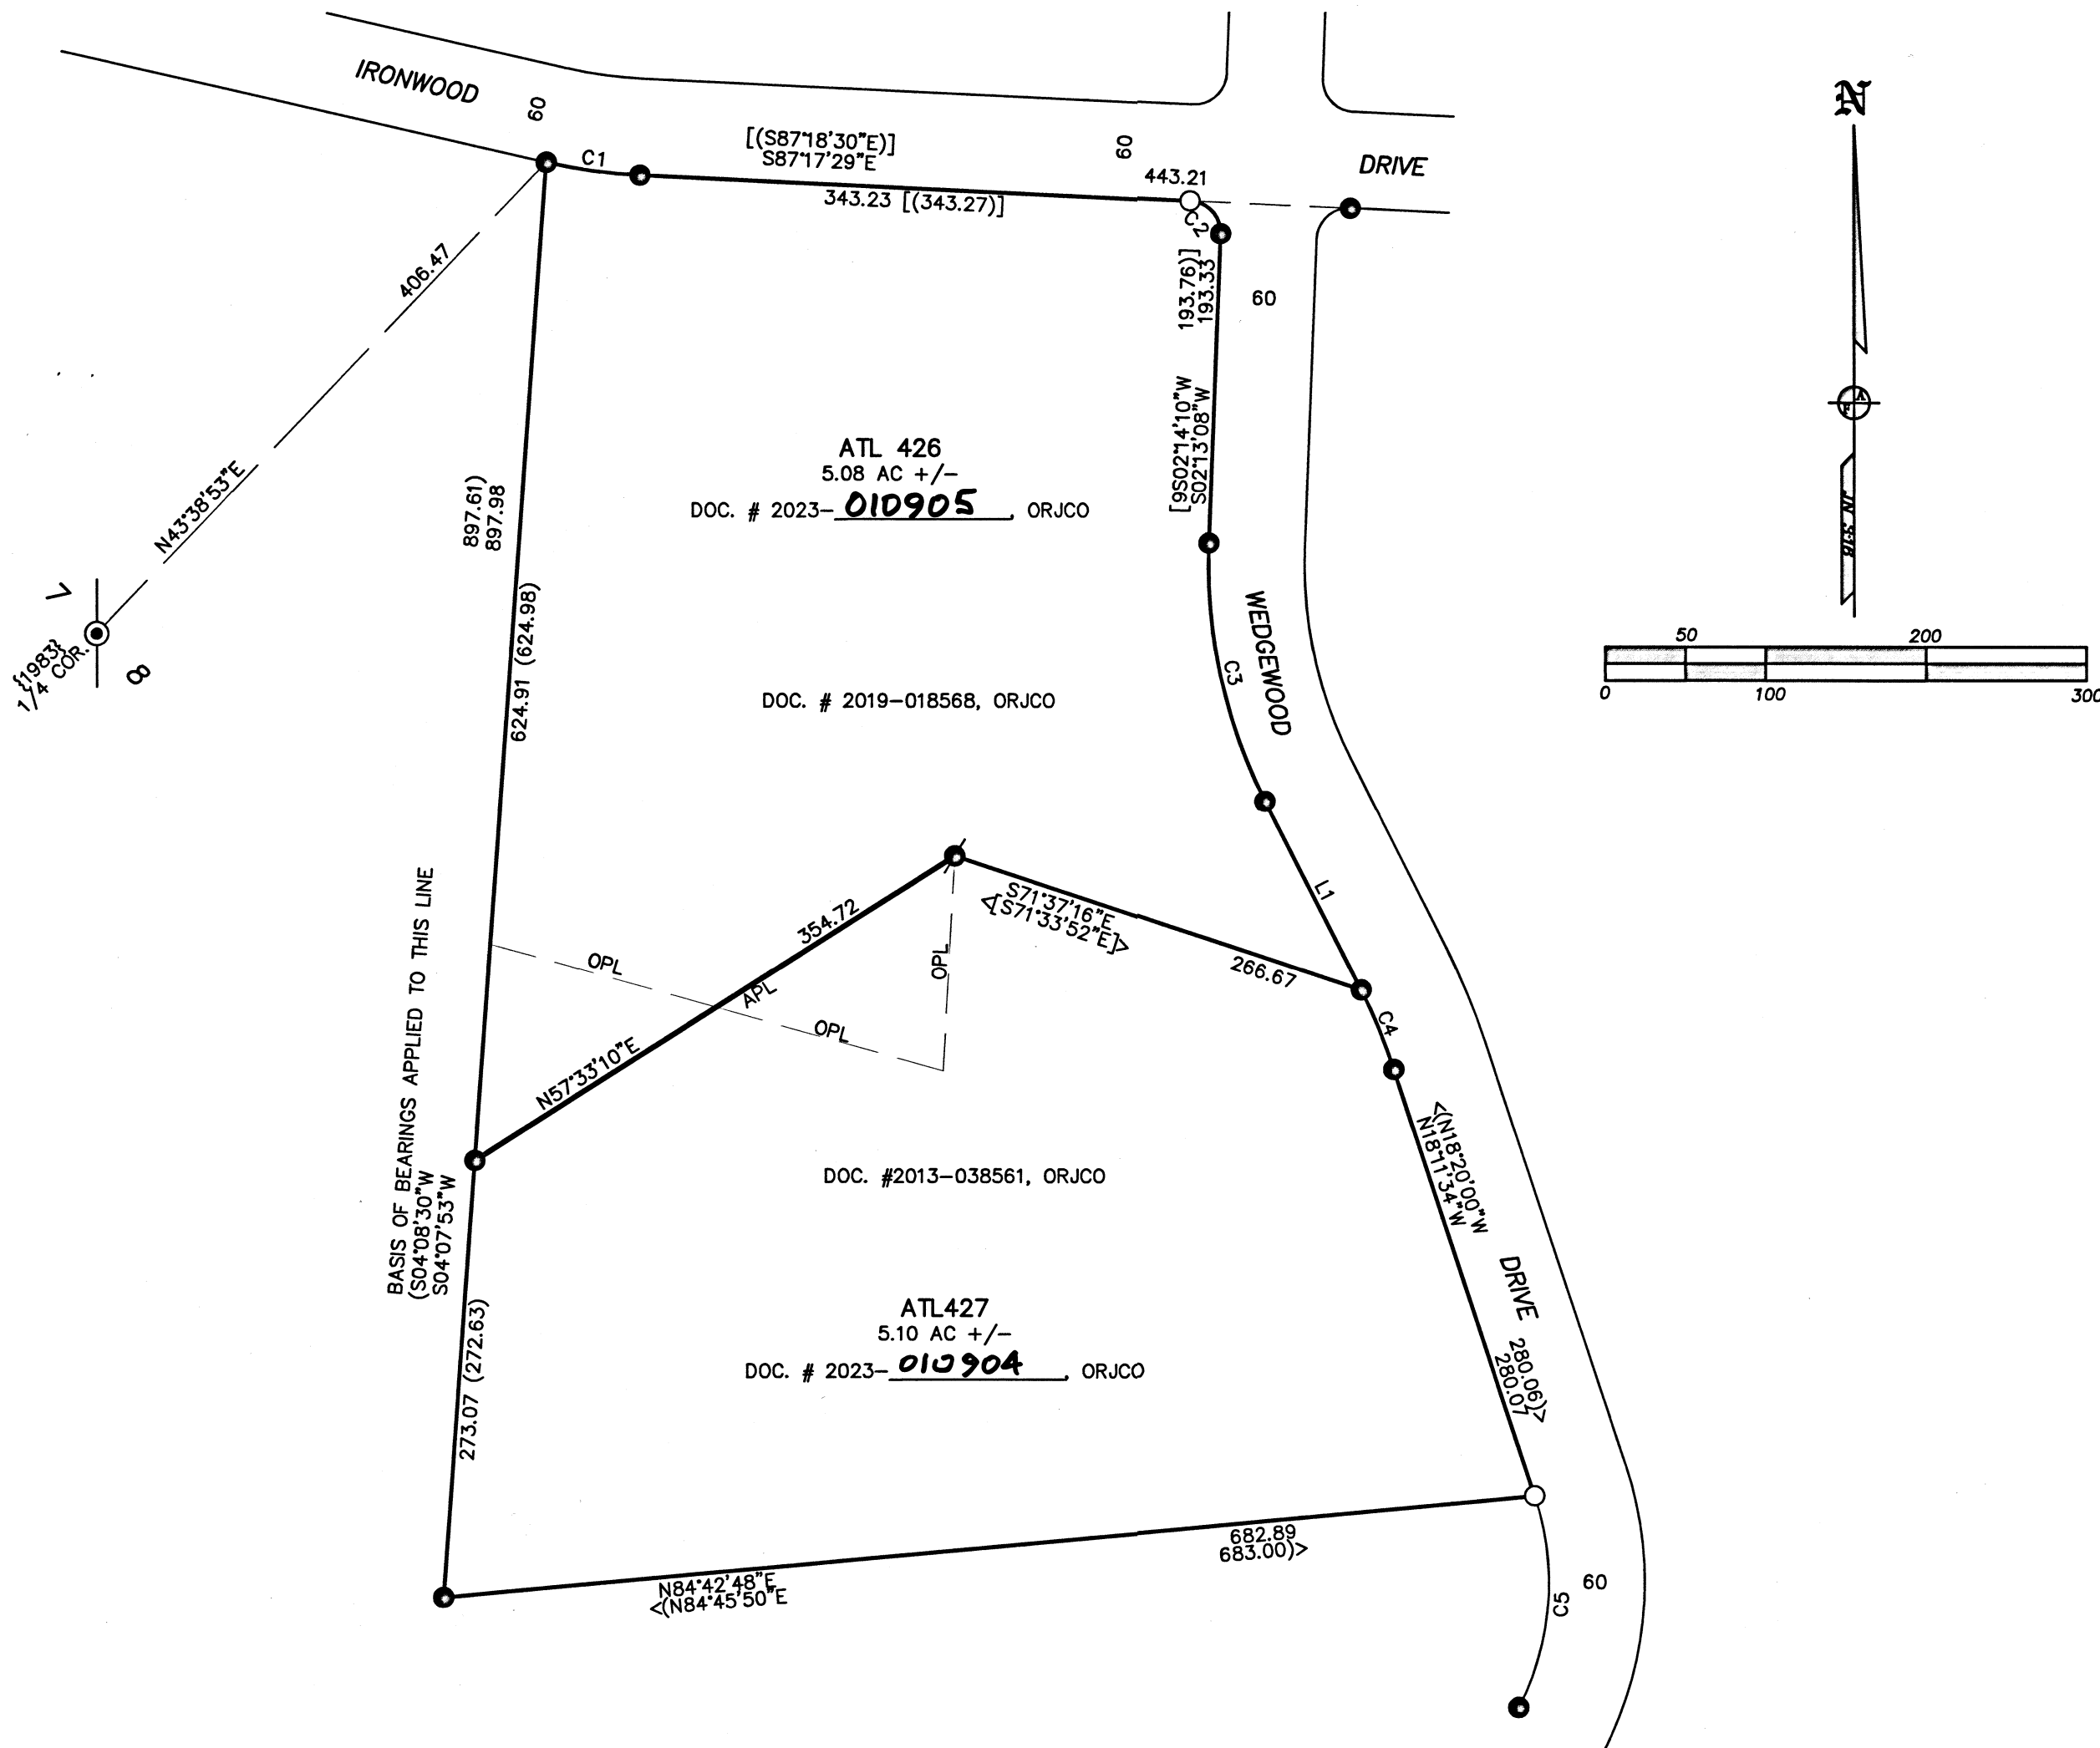 IRONWOOD
60
C1
[(S87°18'30"E)]
S87°17'29"E
343.23 [(343.27)]
60
443.21
DRIVE
C2
193.76)]
193.33
60
[9S02°14'10"W
S02°13'08"W
N
JN 3:16
50 200
0 100 300
406.47
N43°38'53"E
7
8
{1983}
1/4 COR.
897.61)
897.98
624.91 (624.98)
ATL 426
5.08 AC +/-
DOC. # 2023-010905, ORJCO
DOC. # 2019-018568, ORJCO
WEDGEWOOD
C3
L1
S71°37'16"E
<[S71°33'52"E]>
266.67
354.72
N57°33'10"E
OPL
APL
OPL
OPL
C4
BASIS OF BEARINGS APPLIED TO THIS LINE
(S04°08'30"W
S04°07'53"W
273.07 (272.63)
DOC. #2013-038561, ORJCO
<(N18°20'00"W
N18°11'34"W
DRIVE
280.06)>
280.07
ATL427
5.10 AC +/-
DOC. # 2023-010904, ORJCO
682.89
683.00)>
N84°42'48"E
<(N84°45'50"E
C5
60